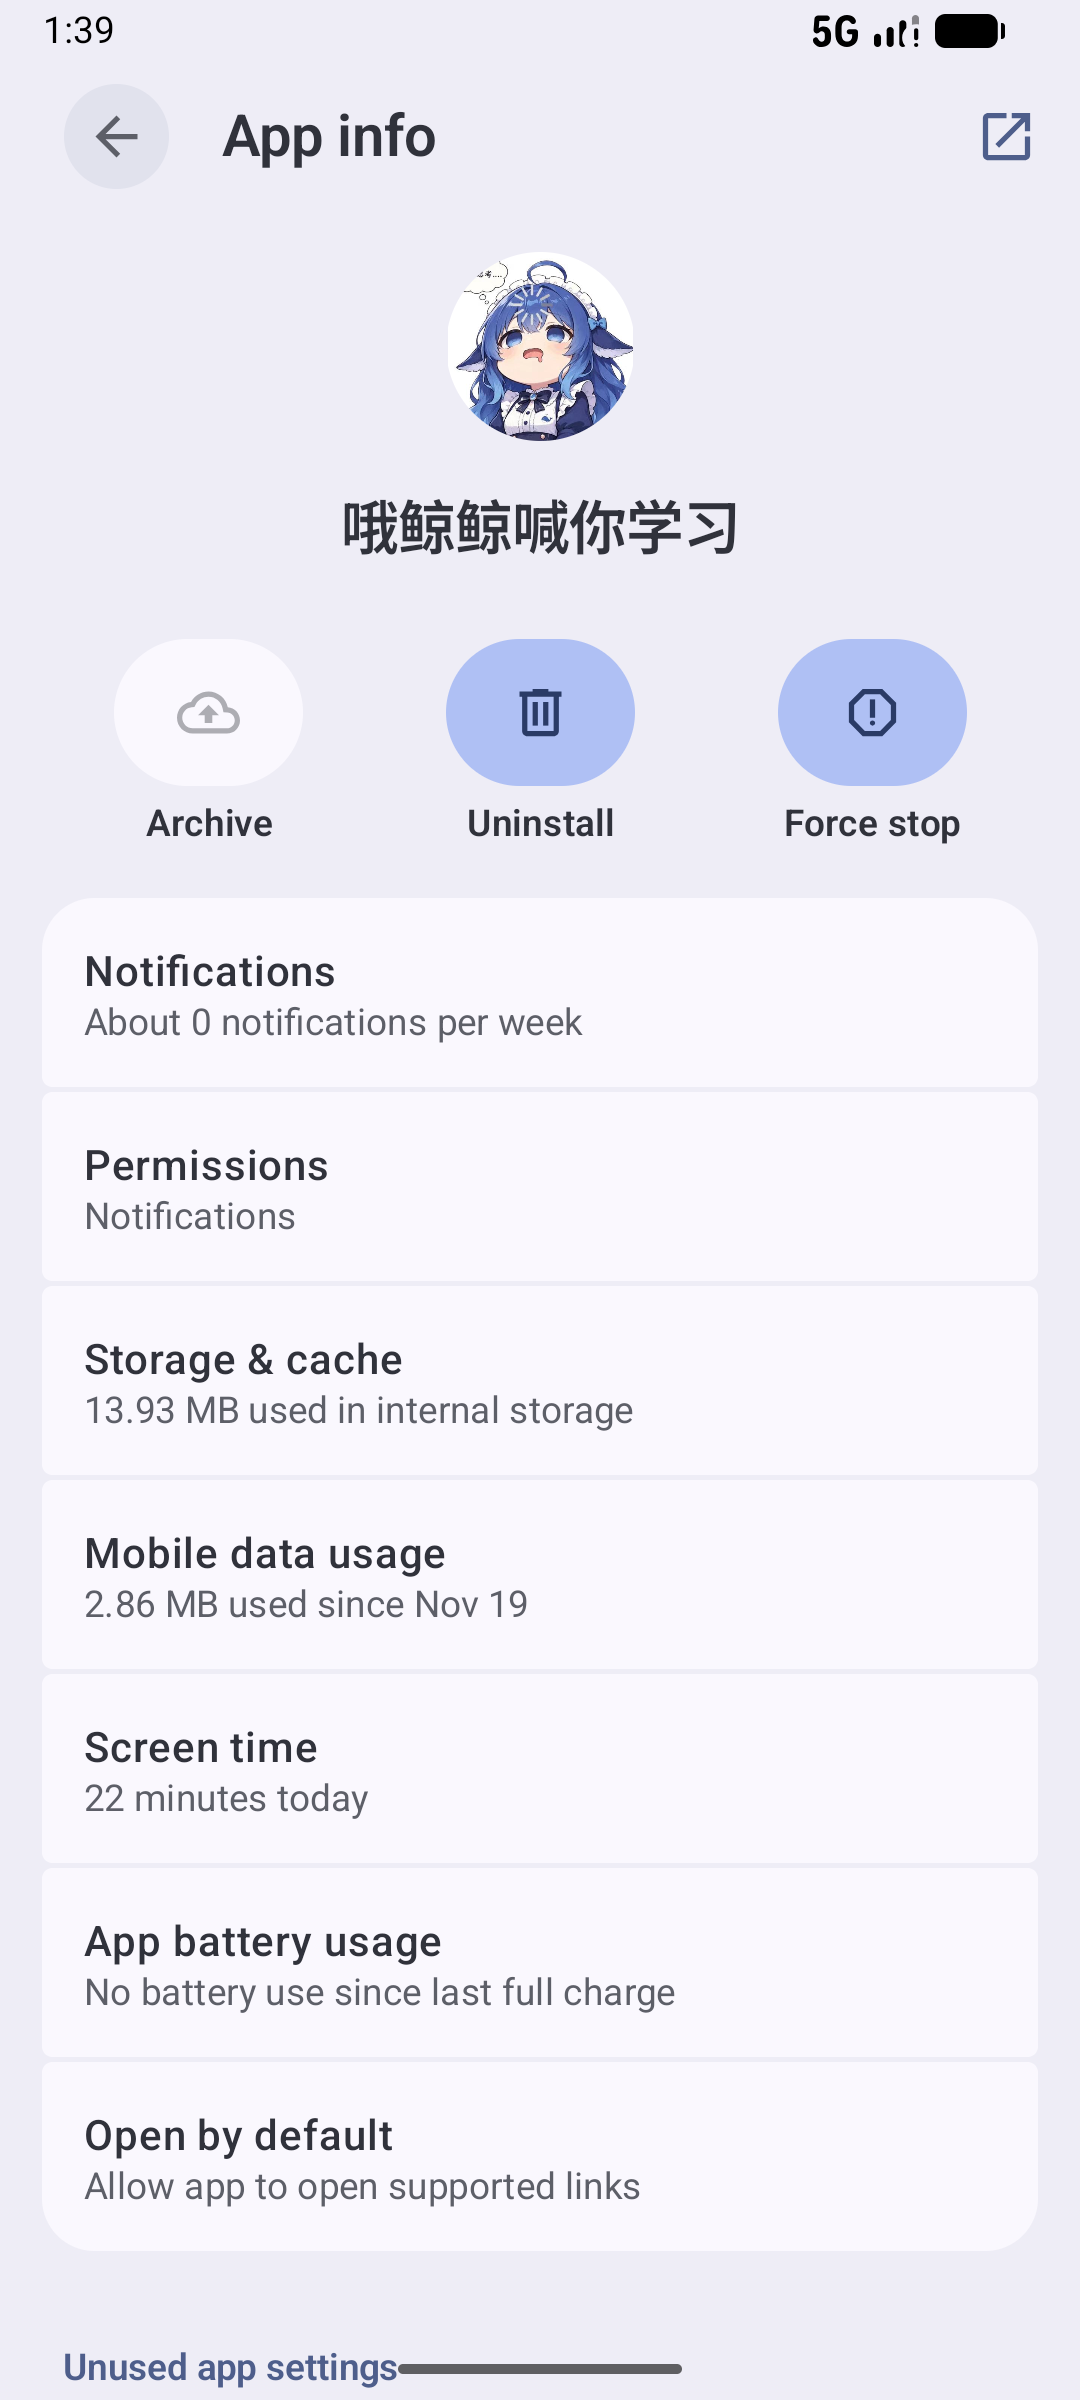 1:39
5G
App info
哦鲸鲸喊你学习
Archive
Uninstall
Force stop
Notifications
About 0 notifications per week
Permissions
Notifications
Storage & cache
13.93 MB used in internal storage
Mobile data usage
2.86 MB used since Nov 19
Screen time
22 minutes today
App battery usage
No battery use since last full charge
Open by default
Allow app to open supported links
Unused app settings